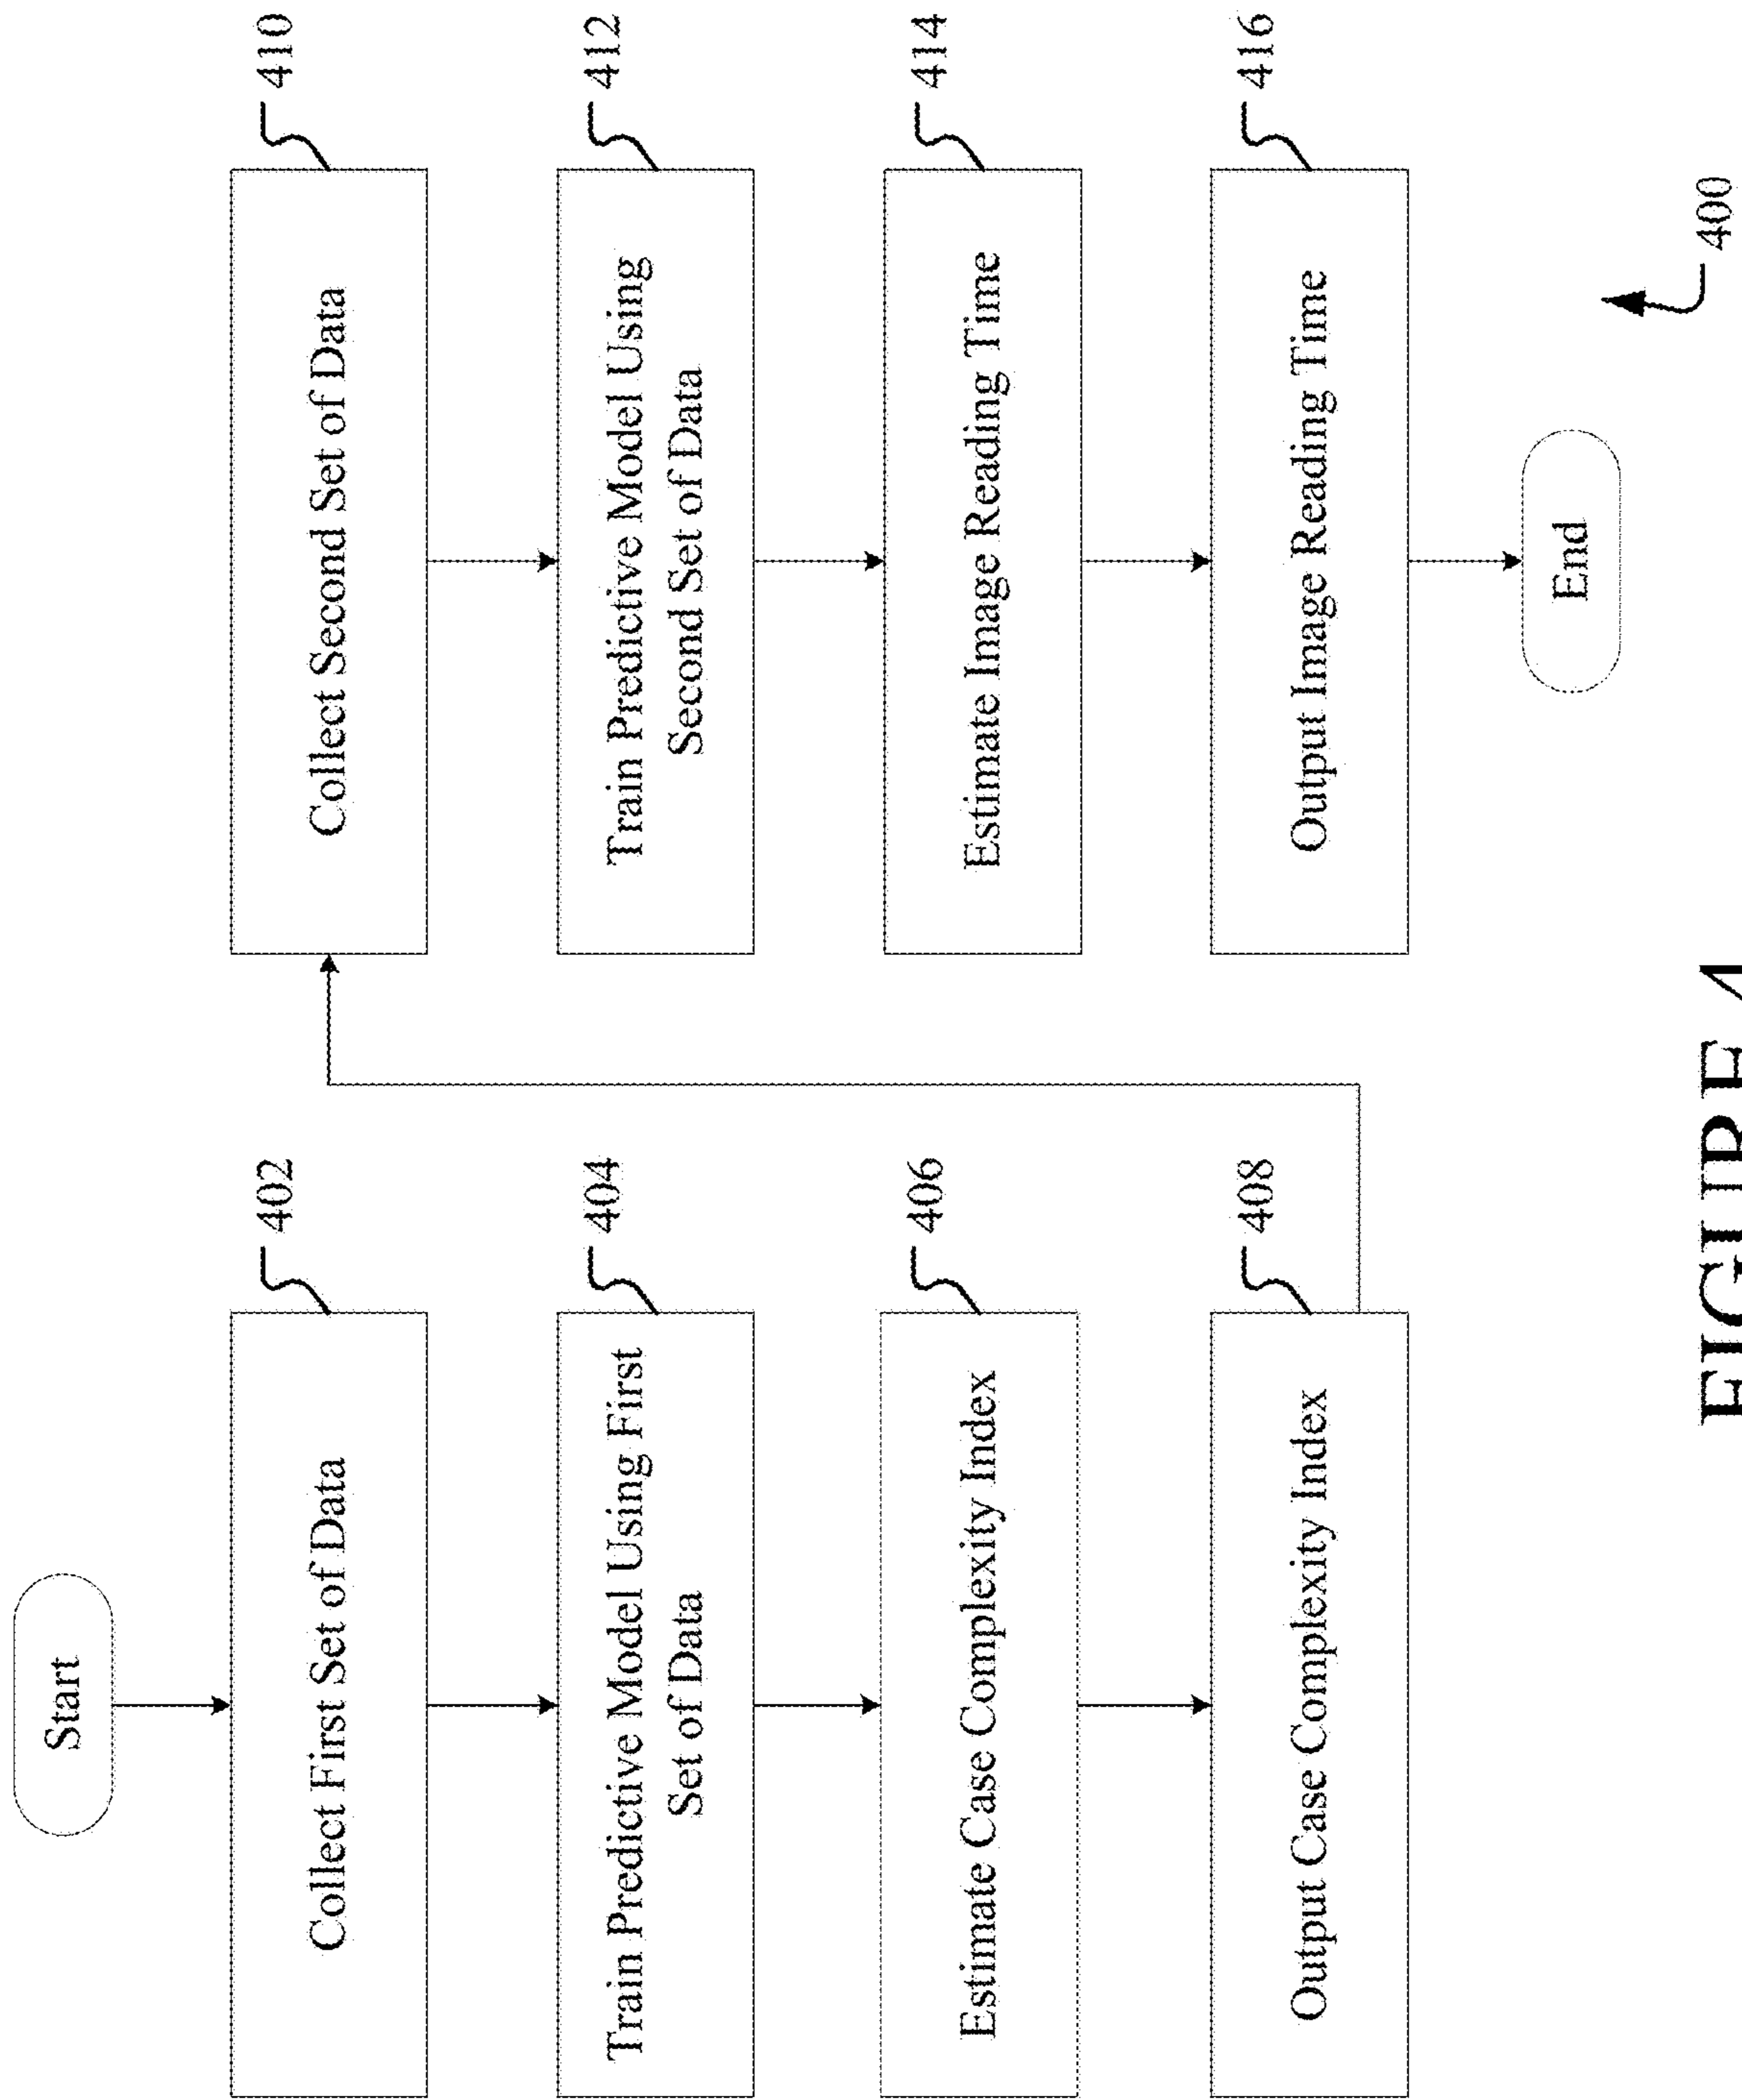 Start
Collect First Set of Data
402
Train Predictive Model Using First
Set of Data
404
Estimate Case Complexity Index
406
Output Case Complexity Index
408
Collect Second Set of Data
410
Train Predictive Model Using
Second Set of Data
412
Estimate Image Reading Time
414
Output Image Reading Time
416
End
400
FIGURE 4